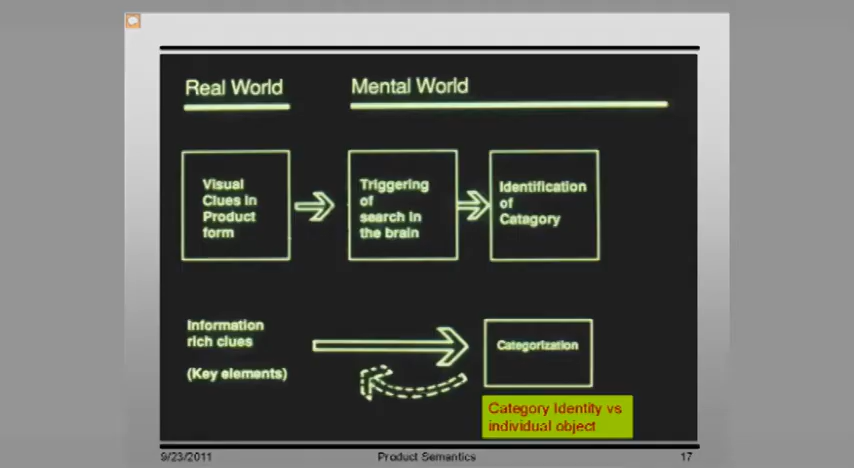 Real World
Mental World
Visual
Clues in
Product
form
Triggering
of
search in
the brain
Identification
of
Catagory
Information
rich clues
(Key elements)
Categorization
Category Identity vs
individual object
9/23/2011
Product Semantics
17